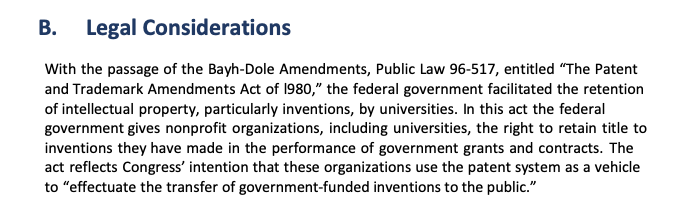 B. Legal Considerations
With the passage of the Bayh-Dole Amendments, Public Law 96-517, entitled “The Patent
and Trademark Amendments Act of l980,” the federal government facilitated the retention
of intellectual property, particularly inventions, by universities. In this act the federal
government gives nonprofit organizations, including universities, the right to retain title to
inventions they have made in the performance of government grants and contracts. The
act reflects Congress’ intention that these organizations use the patent system as a vehicle
to “effectuate the transfer of government-funded inventions to the public.”